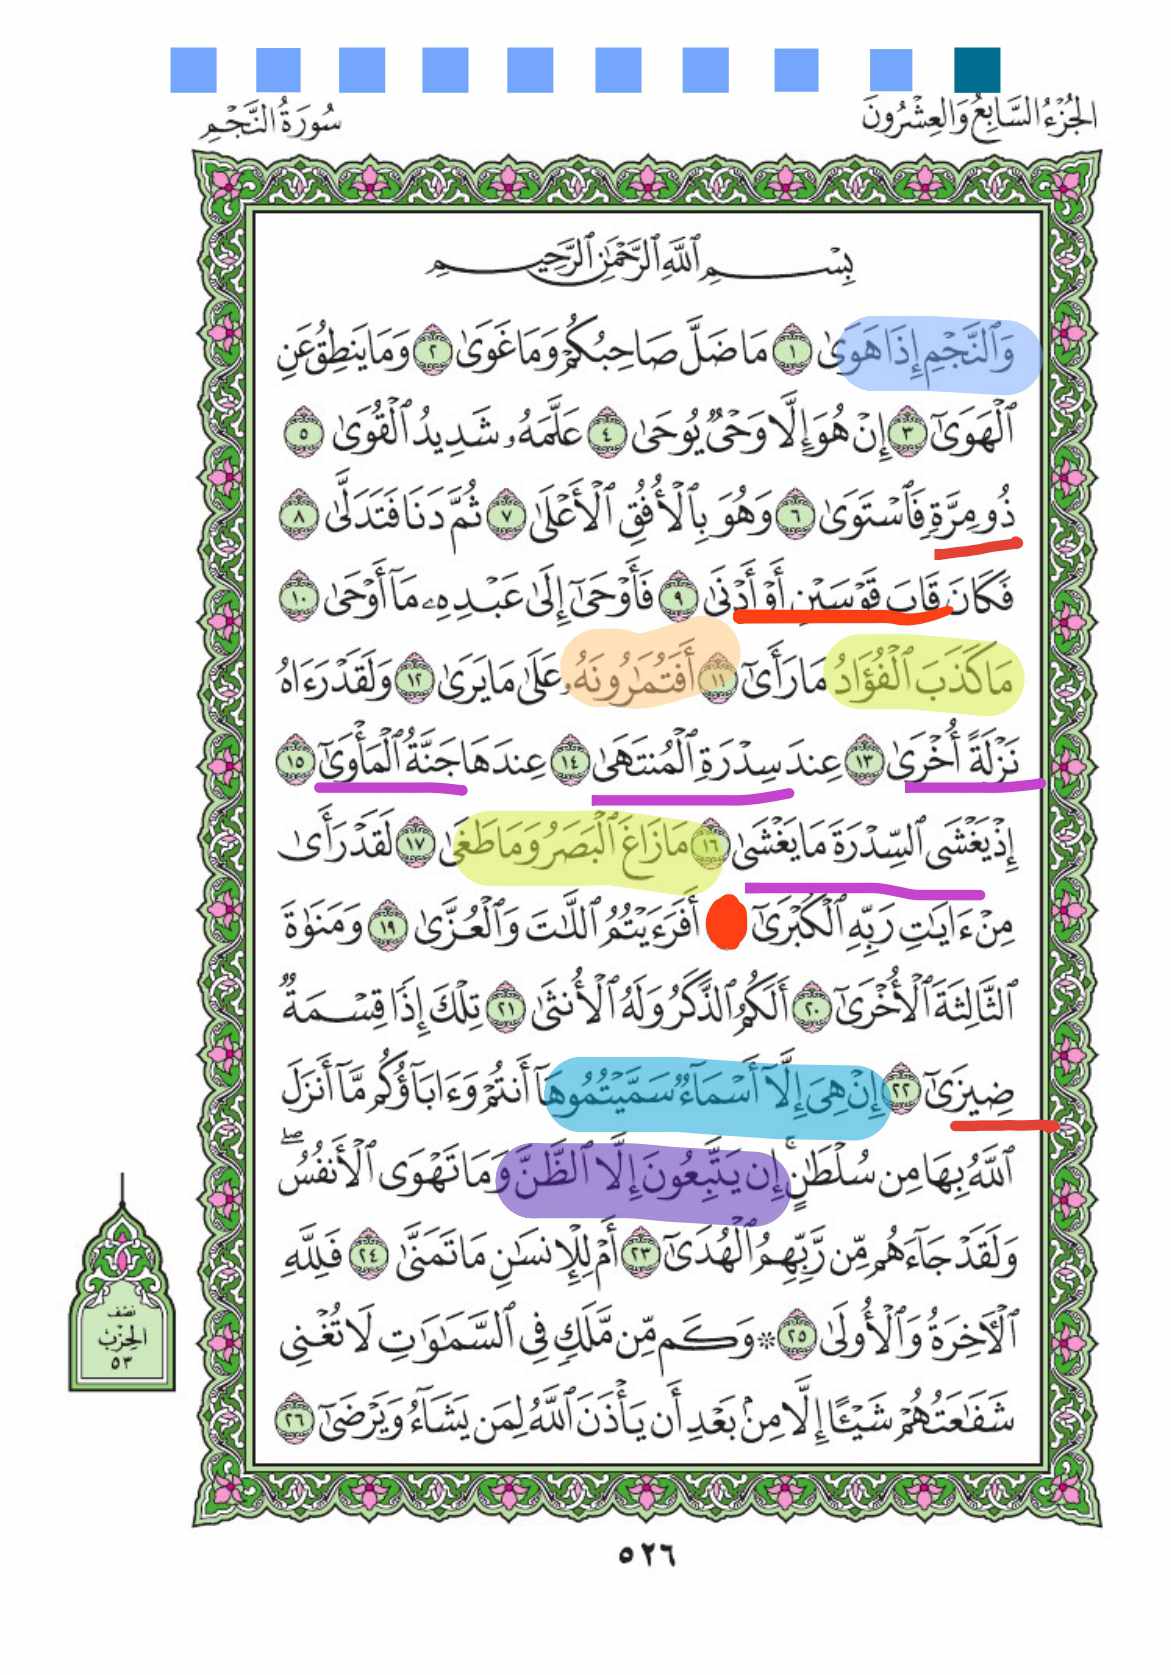 الجُزْءُ السَّابِعُ وَالعِشْرُونَ
سُورَةُ النَّجْمِ
بِسْمِ ٱللَّهِ ٱلرَّحْمَٰنِ ٱلرَّحِيمِ
وَٱلنَّجْمِ إِذَا هَوَىٰ ١ مَا ضَلَّ صَاحِبُكُمْ وَمَا غَوَىٰ ٢ وَمَا يَنطِقُ عَنِ
ٱلْهَوَىٰٓ ٣ إِنْ هُوَ إِلَّا وَحْىٌ يُوحَىٰ ٤ عَلَّمَهُۥ شَدِيدُ ٱلْقُوَىٰ ٥
ذُو مِرَّةٍ فَٱسْتَوَىٰ ٦ وَهُوَ بِٱلْأُفُقِ ٱلْأَعْلَىٰ ٧ ثُمَّ دَنَا فَتَدَلَّىٰ ٨
فَكَانَ قَابَ قَوْسَيْنِ أَوْ أَدْنَىٰ ٩ فَأَوْحَىٰٓ إِلَىٰ عَبْدِهِۦ مَآ أَوْحَىٰ ١٠
مَا كَذَبَ ٱلْفُؤَادُ مَا رَأَىٰٓ ١١ أَفَتُمَٰرُونَهُۥ عَلَىٰ مَا يَرَىٰ ١٢ وَلَقَدْ رَءَاهُ
نَزْلَةً أُخْرَىٰ ١٣ عِندَ سِدْرَةِ ٱلْمُنتَهَىٰ ١٤ عِندَهَا جَنَّةُ ٱلْمَأْوَىٰٓ ١٥
إِذْ يَغْشَى ٱلسِّدْرَةَ مَا يَغْشَىٰ ١٦ مَا زَاغَ ٱلْبَصَرُ وَمَا طَغَىٰ ١٧ لَقَدْ رَأَىٰ
مِنْ ءَايَٰتِ رَبِّهِ ٱلْكُبْرَىٰٓ أَفَرَءَيْتُمُ ٱللَّٰتَ وَٱلْعُزَّىٰ ١٩ وَمَنَوٰةَ
ٱلثَّالِثَةَ ٱلْأُخْرَىٰٓ ٢٠ أَلَكُمُ ٱلذَّكَرُ وَلَهُ ٱلْأُنثَىٰ ٢١ تِلْكَ إِذًا قِسْمَةٌ
ضِيزَىٰٓ ٢٢ إِنْ هِىَ إِلَّآ أَسْمَآءٌ سَمَّيْتُمُوهَآ أَنتُمْ وَءَابَآؤُكُم مَّآ أَنزَلَ
ٱللَّهُ بِهَا مِن سُلْطَٰنٍ ۚ إِن يَتَّبِعُونَ إِلَّا ٱلظَّنَّ وَمَا تَهْوَى ٱلْأَنفُسُ ۖ
وَلَقَدْ جَآءَهُم مِّن رَّبِّهِمُ ٱلْهُدَىٰٓ ٢٣ أَمْ لِلْإِنسَٰنِ مَا تَمَنَّىٰ ٢٤ فَلِلَّهِ
ٱلْءَاخِرَةُ وَٱلْأُولَىٰ ٢٥ ۞ وَكَم مِّن مَّلَكٍ فِى ٱلسَّمَٰوَٰتِ لَا تُغْنِى
شَفَٰعَتُهُمْ شَيْـًٔا إِلَّا مِنۢ بَعْدِ أَن يَأْذَنَ ٱللَّهُ لِمَن يَشَآءُ وَيَرْضَىٰٓ ٢٦
نصف
الحِزْب
٥٣
٥٢٦